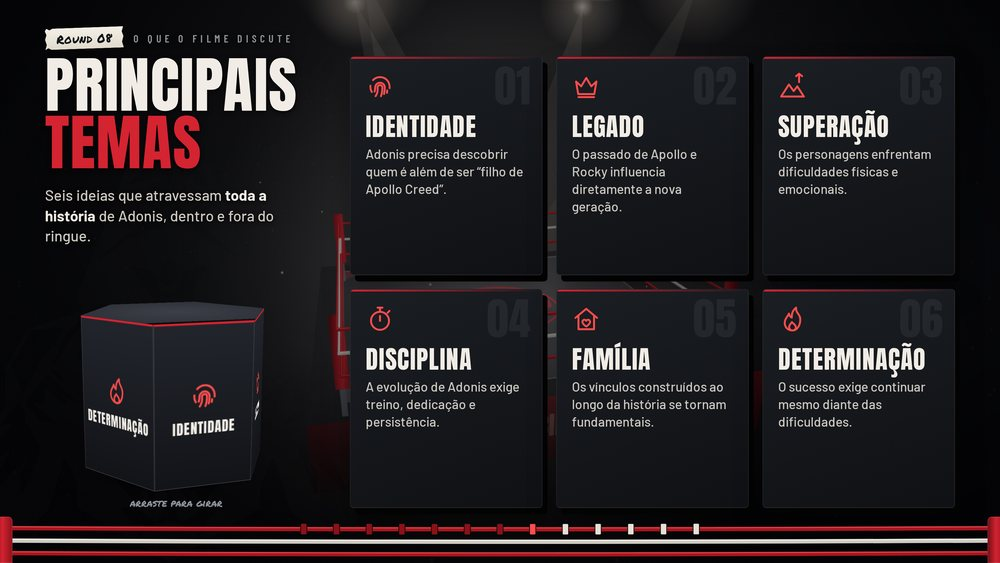 ROUND 08
O QUE O FILME DISCUTE
PRINCIPAIS
TEMAS
Seis ideias que atravessam toda a
história de Adonis, dentro e fora do
ringue.
DETERMINAÇÃO
IDENTIDADE
ARRASTE PARA GIRAR
01
IDENTIDADE
Adonis precisa descobrir
quem é além de ser “filho de
Apollo Creed”.
02
LEGADO
O passado de Apollo e
Rocky influencia
diretamente a nova
geração.
03
SUPERAÇÃO
Os personagens enfrentam
dificuldades físicas e
emocionais.
04
DISCIPLINA
A evolução de Adonis exige
treino, dedicação e
persistência.
05
FAMÍLIA
Os vínculos construídos ao
longo da história se tornam
fundamentais.
06
DETERMINAÇÃO
O sucesso exige continuar
mesmo diante das
dificuldades.